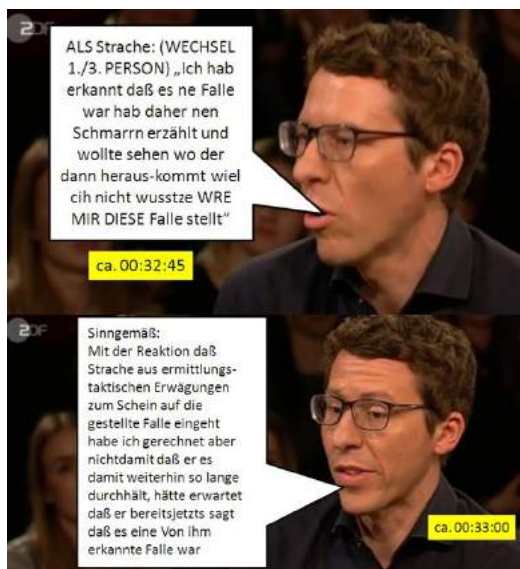 ZDF
ALS Strache: (WECHSEL
1./3. PERSON) „Ich hab
erkannt daß es ne Falle
war hab daher nen
Schmarrn erzählt und
wollte sehen wo der
dann heraus-kommt wiel
cih nicht wusstze WRE
MIR DIESE Falle stellt“
ca. 00:32:45
ZDF
Sinngemäß:
Mit der Reaktion daß
Strache aus ermittlungs-
taktischen Erwägungen
zum Schein auf die
gestellte Falle eingeht
habe ich gerechnet aber
nichtdamit daß er es
damit weiterhin so lange
durchhält, hätte erwartet
daß er bereitsjetzts sagt
daß es eine Von ihm
erkannte Falle war
ca. 00:33:00